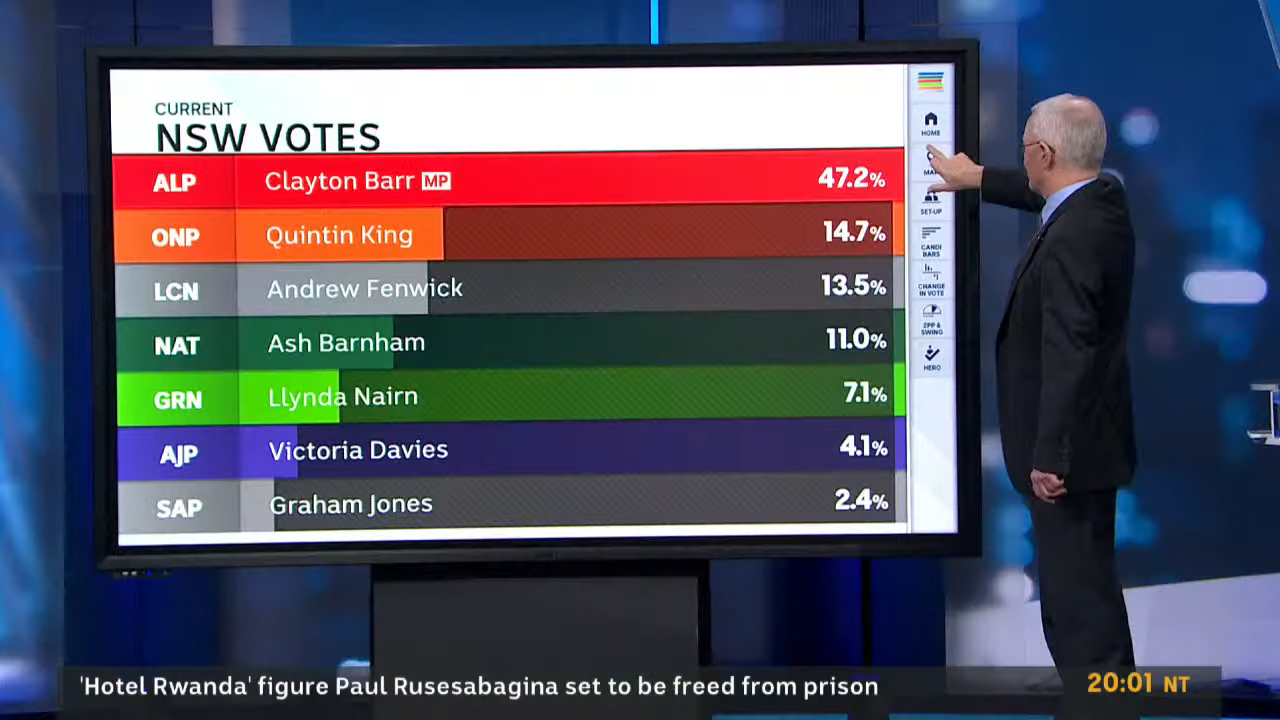 CURRENT
NSW VOTES
ALP Clayton Barr MP 47.2%
ONP Quintin King 14.7%
LCN Andrew Fenwick 13.5%
NAT Ash Barnham 11.0%
GRN Llynda Nairn 7.1%
AJP Victoria Davies 4.1%
SAP Graham Jones 2.4%
HOME
SET-UP
CANDI
BARS
CHANGE
IN VOTE
2PP &
SWING
HERO
'Hotel Rwanda' figure Paul Rusesabagina set to be freed from prison
20:01 NT